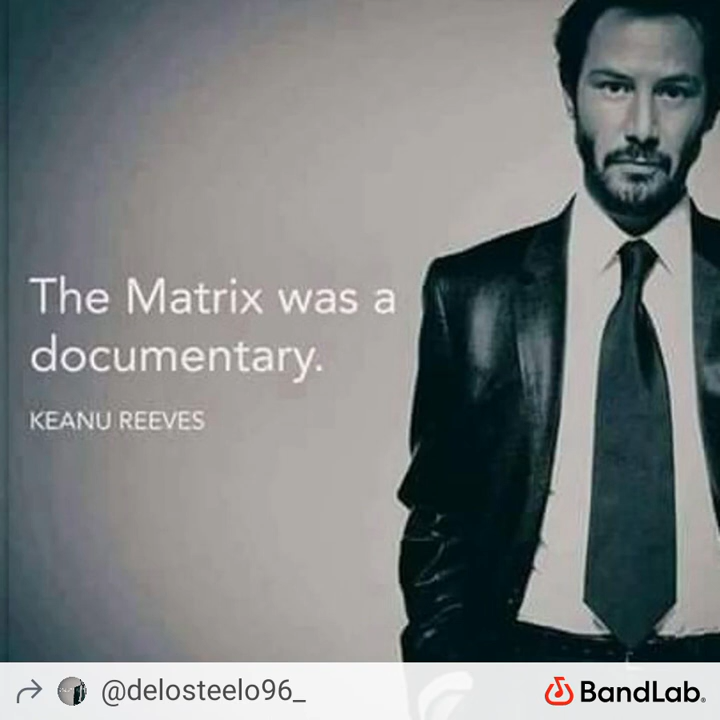 The Matrix was a
documentary.
KEANU REEVES
@delosteelo96_
BandLab.